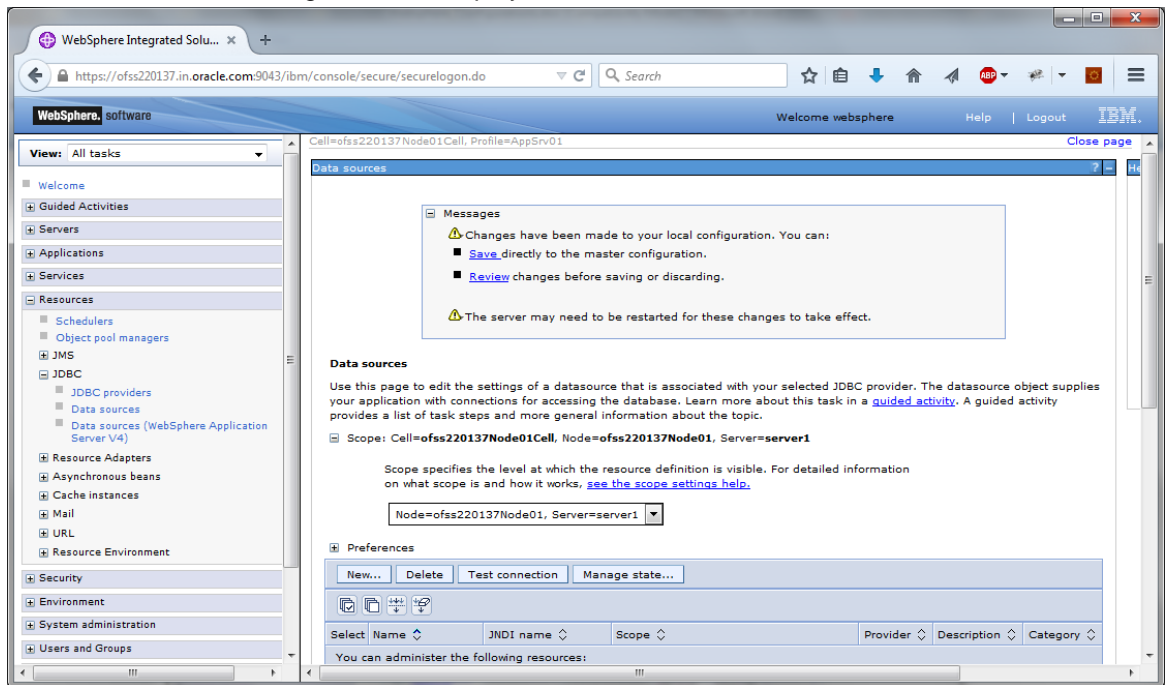 WebSphere Integrated Solu... × +
https://ofss220137.in.oracle.com:9043/ibm/console/secure/securelogon.do
Search
ABP
WebSphere. software
Welcome websphere
Help | Logout
IBM.
View: All tasks
Welcome
Guided Activities
Servers
Applications
Services
Resources
Schedulers
Object pool managers
JMS
JDBC
JDBC providers
Data sources
Data sources (WebSphere Application
Server V4)
Resource Adapters
Asynchronous beans
Cache instances
Mail
URL
Resource Environment
Security
Environment
System administration
Users and Groups
Cell=ofss220137Node01Cell, Profile=AppSrv01
Close page
Data sources
? –
Messages
Changes have been made to your local configuration. You can:
Save directly to the master configuration.
Review changes before saving or discarding.
The server may need to be restarted for these changes to take effect.
Data sources
Use this page to edit the settings of a datasource that is associated with your selected JDBC provider. The datasource object supplies
your application with connections for accessing the database. Learn more about this task in a guided activity. A guided activity
provides a list of task steps and more general information about the topic.
Scope: Cell=ofss220137Node01Cell, Node=ofss220137Node01, Server=server1
Scope specifies the level at which the resource definition is visible. For detailed information
on what scope is and how it works, see the scope settings help.
Node=ofss220137Node01, Server=server1
Preferences
New... Delete Test connection Manage state...
Select Name JNDI name Scope Provider Description Category
You can administer the following resources: